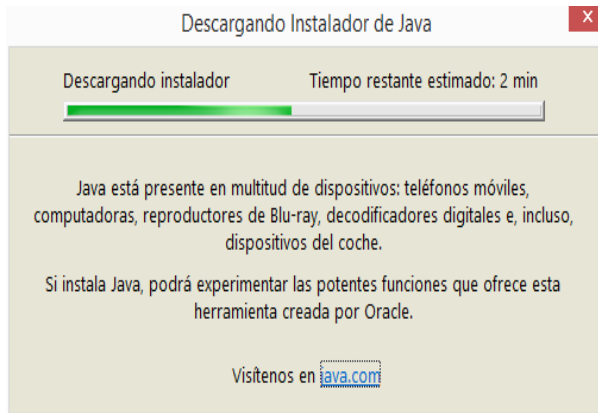 Descargando Instalador de Java
X
Descargando instalador Tiempo restante estimado: 2 min
Java está presente en multitud de dispositivos: teléfonos móviles,
computadoras, reproductores de Blu-ray, decodificadores digitales e, incluso,
dispositivos del coche.
Si instala Java, podrá experimentar las potentes funciones que ofrece esta
herramienta creada por Oracle.
Visítenos en java.com